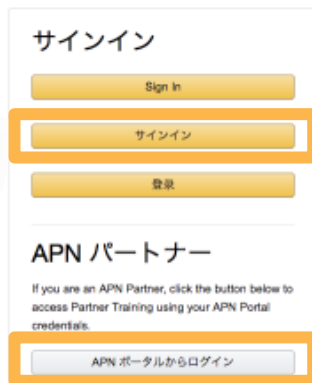 サインイン
Sign In
サインイン
登录
APN パートナー
If you are an APN Partner, click the button below to
access Partner Training using your APN Portal
credentials.
APN ポータルからログイン